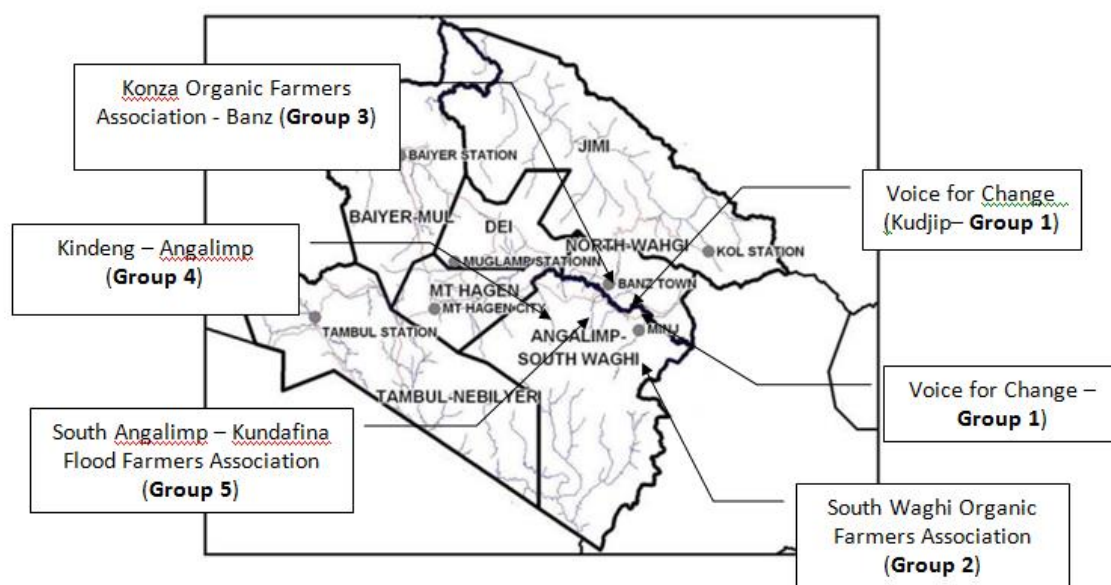 Konza Organic Farmers
Association - Banz (Group 3)
JIMI
BAIYER STATION
Voice for Change
(Kudjip– Group 1)
BAIYER-MUL
DEI
Kindeng – Angalimp
(Group 4)
NORTH-WAHGI
KOL STATION
MUGLAMP STATIONN
BANZ TOWN
MT HAGEN
MT HAGEN CITY
TAMBUL STATION
MINJ
ANGALIMP-
SOUTH WAGHI
TAMBUL-NEBILYERI
Voice for Change –
Group 1)
South Angalimp – Kundafina
Flood Farmers Association
(Group 5)
South Waghi Organic
Farmers Association
(Group 2)